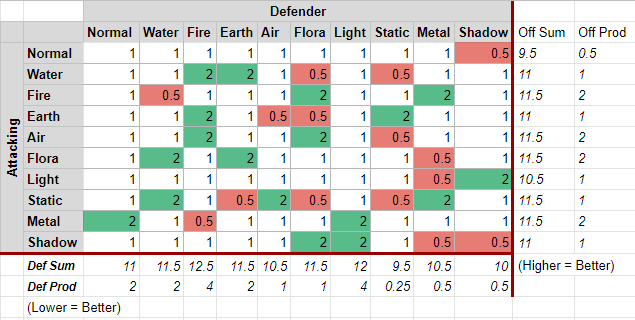 Defender
Normal Water Fire Earth Air Flora Light Static Metal Shadow Off Sum Off Prod
Attacking
Normal 1 1 1 1 1 1 1 1 1 0.5 9.5 0.5
Water 1 1 2 2 1 0.5 1 0.5 1 1 11 1
Fire 1 0.5 1 1 1 2 1 1 2 1 11.5 2
Earth 1 1 2 1 0.5 0.5 1 2 1 1 11 1
Air 1 1 2 1 1 2 1 0.5 1 1 11.5 2
Flora 1 2 1 2 1 1 1 1 0.5 1 11.5 2
Light 1 1 1 1 1 1 1 1 0.5 2 10.5 1
Static 1 2 1 0.5 2 0.5 1 0.5 2 1 11.5 1
Metal 2 1 0.5 1 1 1 2 1 1 1 11.5 2
Shadow 1 1 1 1 1 2 2 1 0.5 0.5 11 1
Def Sum 11 11.5 12.5 11.5 10.5 11.5 12 9.5 10.5 10 (Higher = Better)
Def Prod 2 2 4 2 1 1 4 0.25 0.5 0.5
(Lower = Better)